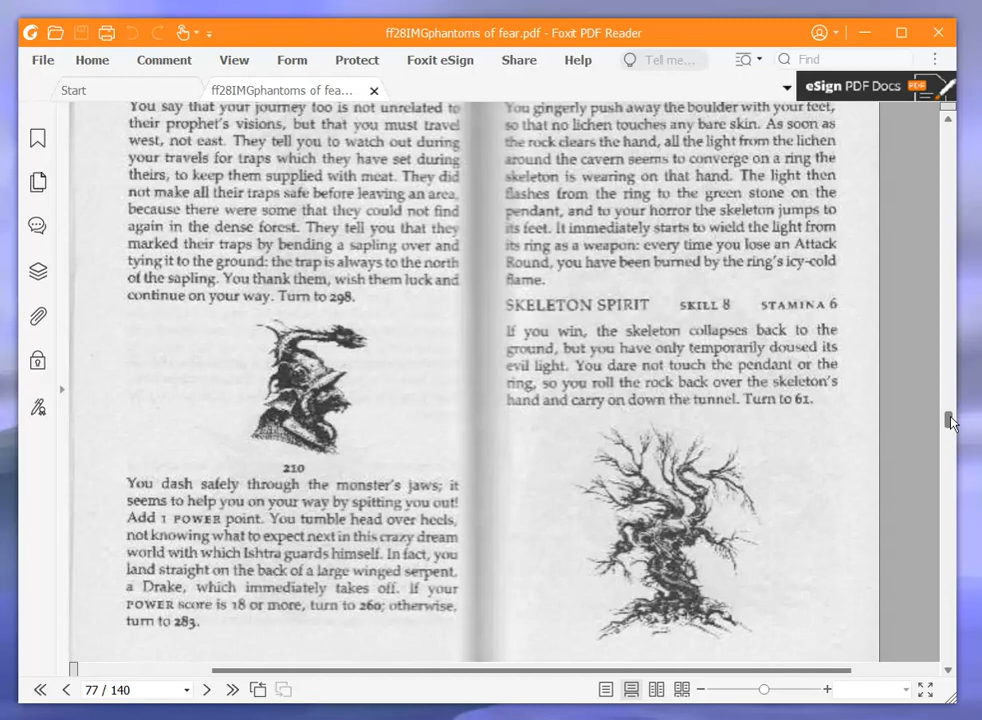 ff28IMGphantoms of fear.pdf - Foxit PDF Reader
File Home Comment View Form Protect Foxit eSign Share Help Tell me... Find
Start ff28IMGphantoms of fear.... eSign PDF Docs PDF
You say that your journey too is not unrelated to
their prophet's visions, but that you must travel
west, not east. They tell you to watch out during
your travels for traps which they have set during
theirs, to keep them supplied with meat. They did
not make all their traps safe before leaving an area,
because there were some that they could not find
again in the dense forest. They tell you that they
marked their traps by bending a sapling over and
tying it to the ground: the trap is always to the north
of the sapling. You thank them, wish them luck and
continue on your way. Turn to 298.
210
You dash safely through the monster's jaws; it
seems to help you on your way by spitting you out!
Add 1 POWER point. You tumble head over heels,
not knowing what to expect next in this crazy dream
world with which Ishtra guards himself. In fact, you
land straight on the back of a large winged serpent,
a Drake, which immediately takes off. If your
POWER score is 18 or more, turn to 260; otherwise,
turn to 283.
You gingerly push away the boulder with your feet,
so that no lichen touches any bare skin. As soon as
the rock clears the hand, all the light from the lichen
around the cavern seems to converge on a ring the
skeleton is wearing on that hand. The light then
flashes from the ring to the green stone on the
pendant, and to your horror the skeleton jumps to
its feet. It immediately starts to wield the light from
its ring as a weapon: every time you lose an Attack
Round, you have been burned by the ring's icy-cold
flame.
SKELETON SPIRIT SKILL 8 STAMINA 6
If you win, the skeleton collapses back to the
ground, but you have only temporarily doused its
evil light. You dare not touch the pendant or the
ring, so you roll the rock back over the skeleton's
hand and carry on down the tunnel. Turn to 61.
77 / 140